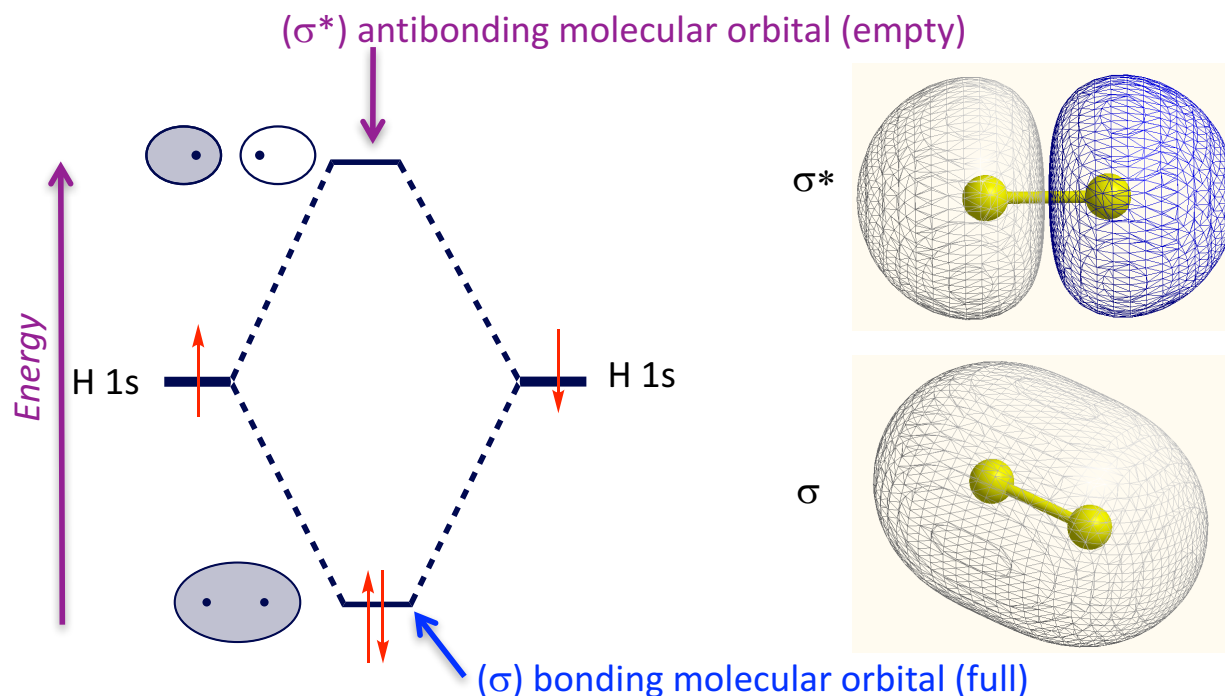 (σ*) antibonding molecular orbital (empty)
σ*
Energy
H 1s
H 1s
σ
(σ) bonding molecular orbital (full)